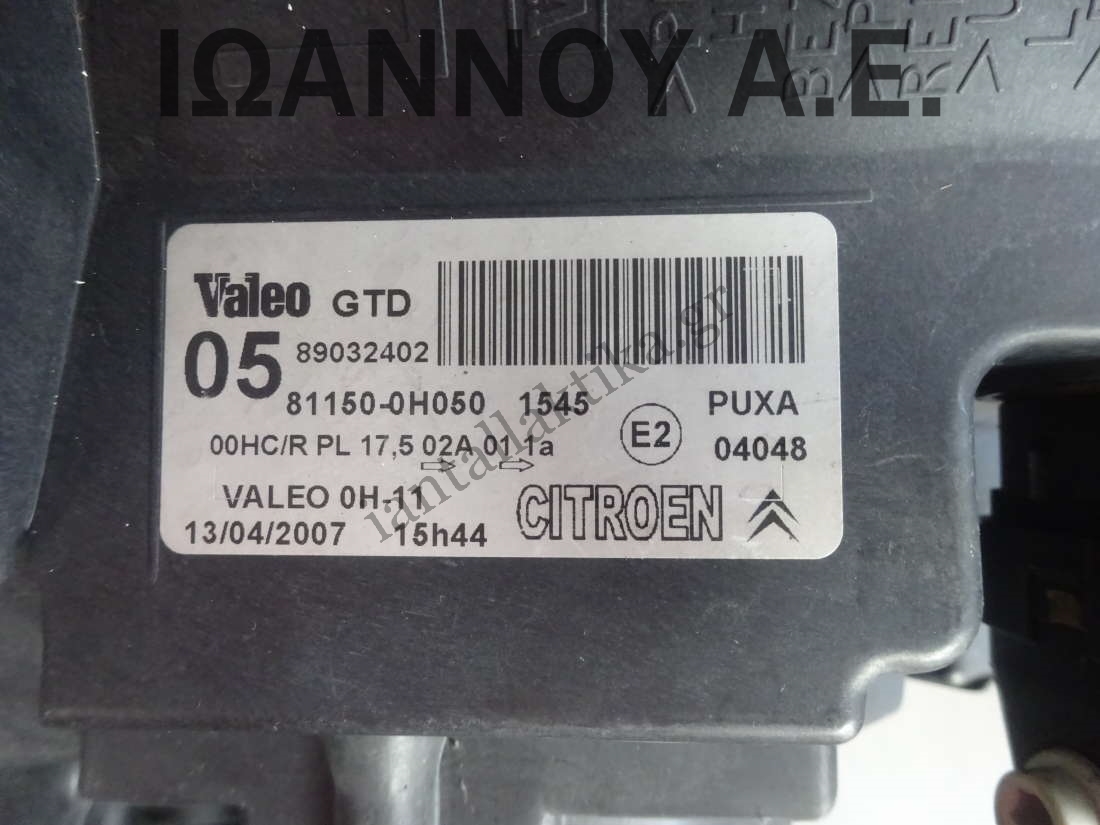 ΙΩΑΝΝΟΥ Α.Ε.
Valeo GTD
05 89032402
81150-0H050 1545 PUXA
00HC/R PL 17,5 02A 01 1a E2 04048
VALEO 0H-11 CITROEN
13/04/2007 15h44
iantallaktika.gr